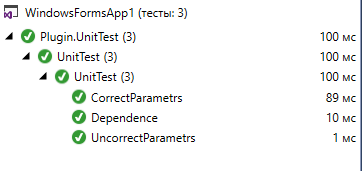 WindowsFormsApp1 (тесты: 3)
Plugin.UnitTest (3) 100 мс
UnitTest (3) 100 мс
UnitTest (3) 100 мс
CorrectParametrs 89 мс
Dependence 10 мс
UncorrectParametrs 1 мс